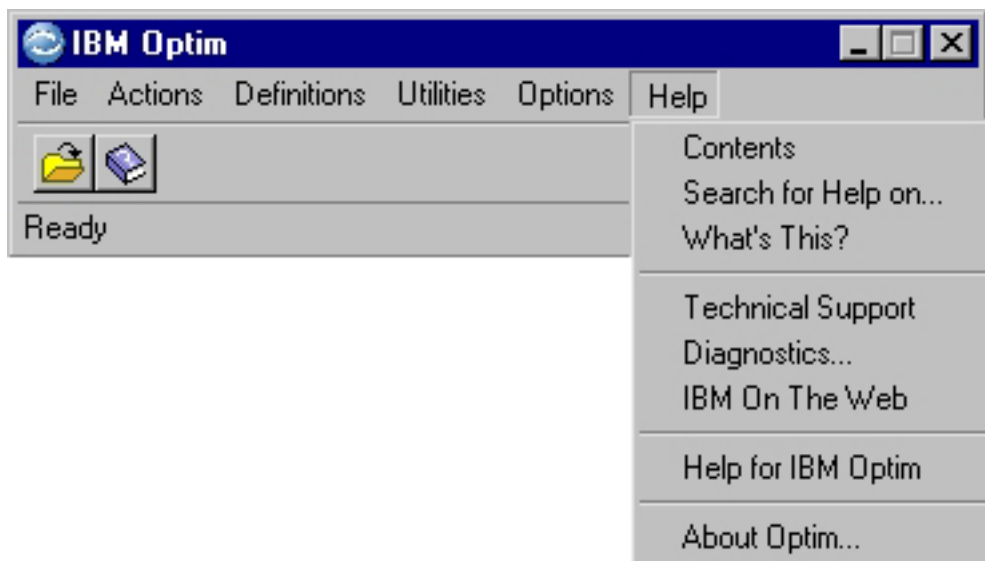 IBM Optim
File Actions Definitions Utilities Options Help
Ready
Contents
Search for Help on...
What's This?
Technical Support
Diagnostics...
IBM On The Web
Help for IBM Optim
About Optim...